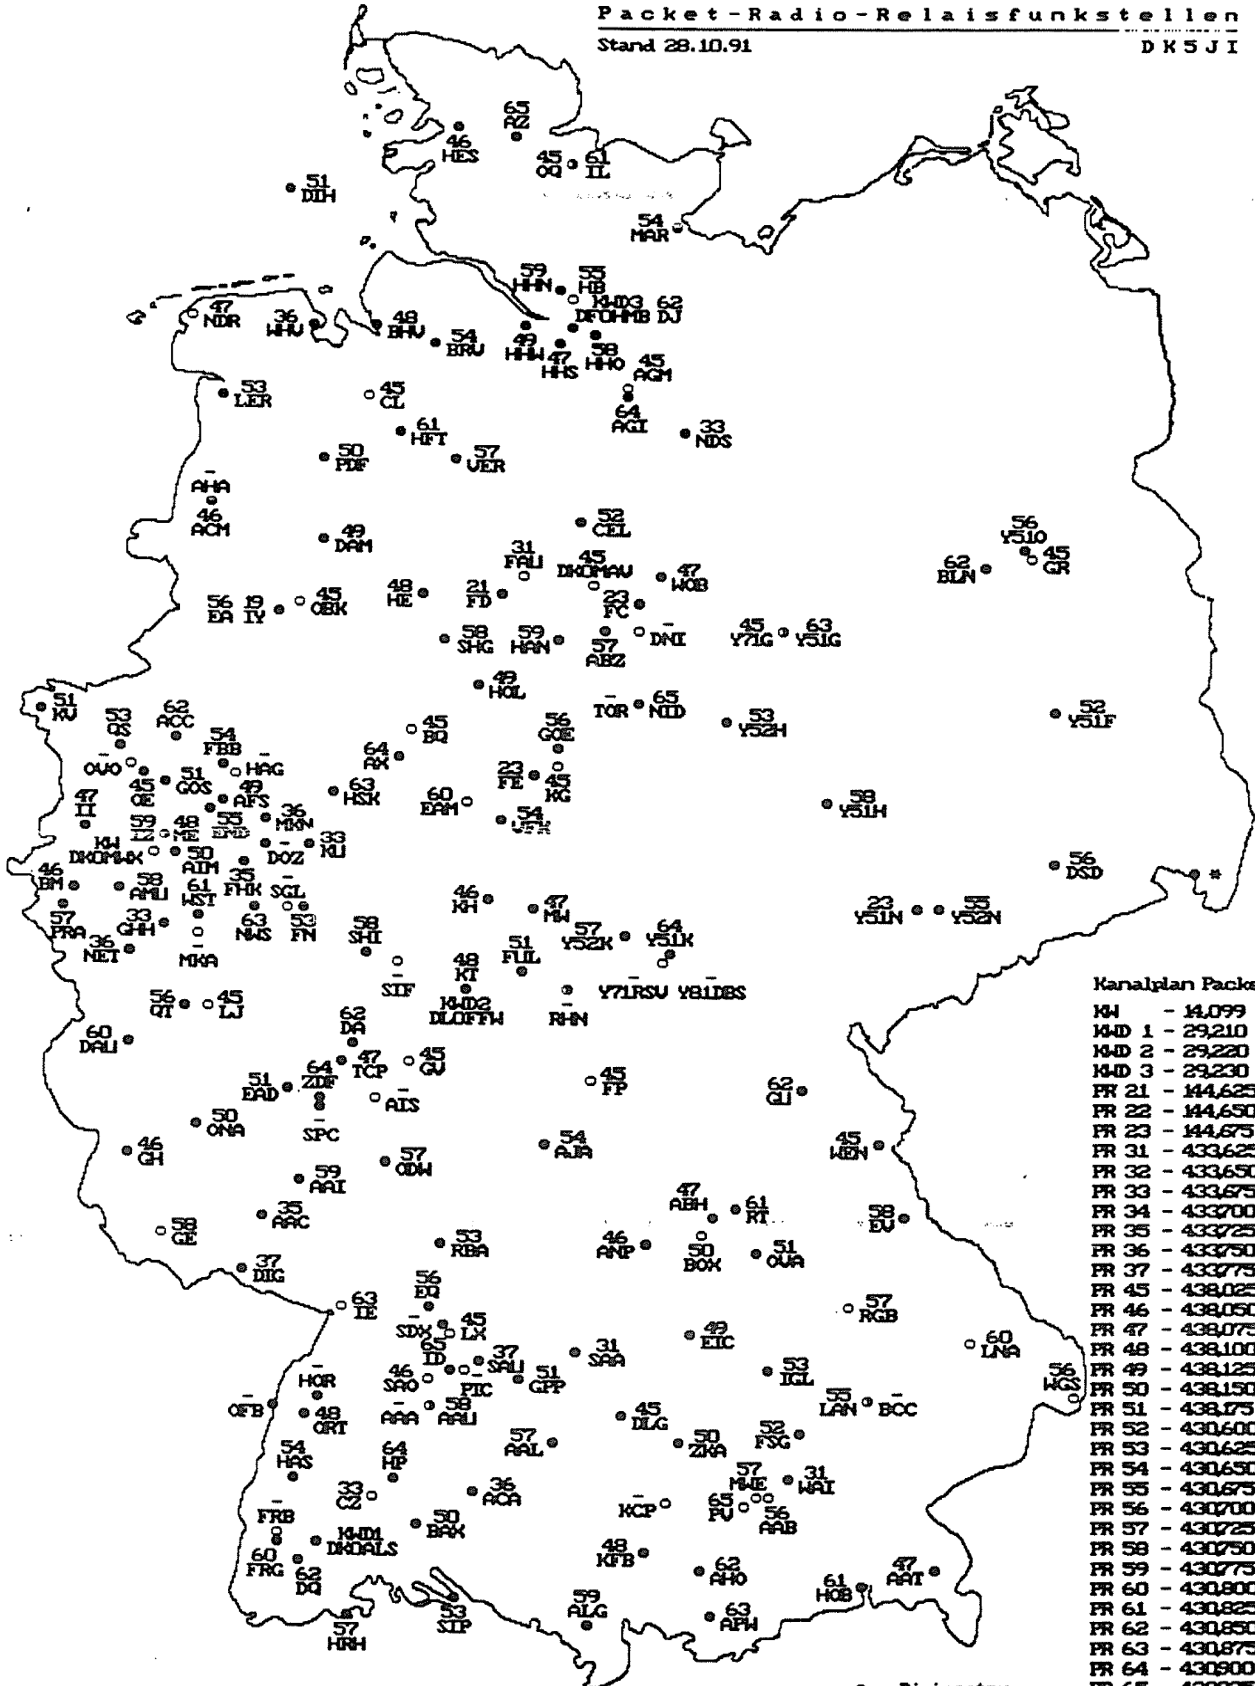 Packet-Radio-Relaisfunkstellen
Stand 28.10.91 DK5JI
65
RZ
46
HES
45 61
OQ IL
51
DIH
54
MAR
59 55
HHN HB
KWD3 62
DF0HMB DJ
47
NDR
36
WHV
48
BHV
54
BRV
49
HHW
47
HHS
58
HHO
45
AGM
64
AGI
53
LER
45
CL
61
HFT
33
NDS
50
PDF
57
VER
AHA
46
ACM
52
CEL
49
DAM
31
FAU
45
DK0MAV
47
WOB
56
Y51O
62
BLN
45
GR
56 19
EA IY
45
OBK
48
HE
21
FD
23
FC
58
SHG
59
HAN
57
ABZ
DNI
45 63
Y71G Y51G
49
HOL
51
KV
62
ACC
TOR
65
NID
53
Y52H
52
Y51F
45
BQ
56
GOE
54
FBB
64
AX
OVO
HAG
51
GOS
45
OE
49
AFS
63
HSK
60
EAM
23
FE
45
KG
54
47
II
36
MKN
58
Y51H
59
48
KW
DK0MWX
50
AIM
DOZ
33
KU
56
DSD
*
46
BM
58
AMU
61
WST
35
FHK
SGL
57
PRA
33
QHH
63
NWS
53
FN
46
KH
47
MW
23
Y51N
55
Y52N
36
NET
MKA
58
SHI
57
Y52K
64
Y51K
51
FUL
SIF
48
KT
KWD2
DL0FFW
RHN
Y71RSV Y81DBS
56
QT
45
LJ
60
DAU
62
DA
47
TCP
45
GV
64
ZDF
51
EAD
AIS
45
FP
62
GU
SPC
50
ONA
46
GH
57
ODW
54
AJA
45
WEN
59
AAI
35
AAC
47
ABH
61
RT
58
EV
58
GE
53
RBA
46
ANP
50
BOX
51
OVA
37
DIG
56
EQ
63
IE
57
RGB
SDX
45
LX
49
EIC
60
LNA
65
ID
37
SAU
31
SAA
53
IGL
56
WGS
HOR
46
SAO
PTC
51
GPP
OFB
48
ORT
AAA
58
AAU
55
LAN
BCC
45
DLG
57
AAL
50
ZKA
52
FSG
54
HAS
64
HP
33
CZ
36
ACA
57
MWE
31
WAI
KCP
65
PV
56
AAB
FRB
KWD1
DK0ALS
50
BAX
60
FRG
62
DQ
48
KFB
62
AHO
61
HOB
47
AAT
57
HRH
53
SIP
59
ALG
63
APW
Kanalplan Packe
KW - 14,099
KWD 1 - 29,210
KWD 2 - 29,220
KWD 3 - 29,230
PR 21 - 144,625
PR 22 - 144,650
PR 23 - 144,675
PR 31 - 433,625
PR 32 - 433,650
PR 33 - 433,675
PR 34 - 433,700
PR 35 - 433,725
PR 36 - 433,750
PR 37 - 433,775
PR 45 - 438,025
PR 46 - 438,050
PR 47 - 438,075
PR 48 - 438,100
PR 49 - 438,125
PR 50 - 438,150
PR 51 - 438,175
PR 52 - 430,600
PR 53 - 430,625
PR 54 - 430,650
PR 55 - 430,675
PR 56 - 430,700
PR 57 - 430,725
PR 58 - 430,750
PR 59 - 430,775
PR 60 - 430,800
PR 61 - 430,825
PR 62 - 430,850
PR 63 - 430,875
PR 64 - 430,900